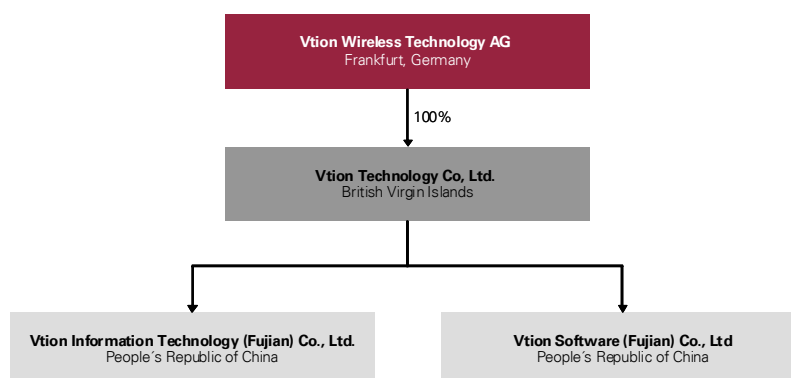 Vtion Wireless Technology AG
Frankfurt, Germany
100%
Vtion Technology Co, Ltd.
British Virgin Islands
Vtion Information Technology (Fujian) Co., Ltd.
People´s Republic of China
Vtion Software (Fujian) Co., Ltd
People´s Republic of China